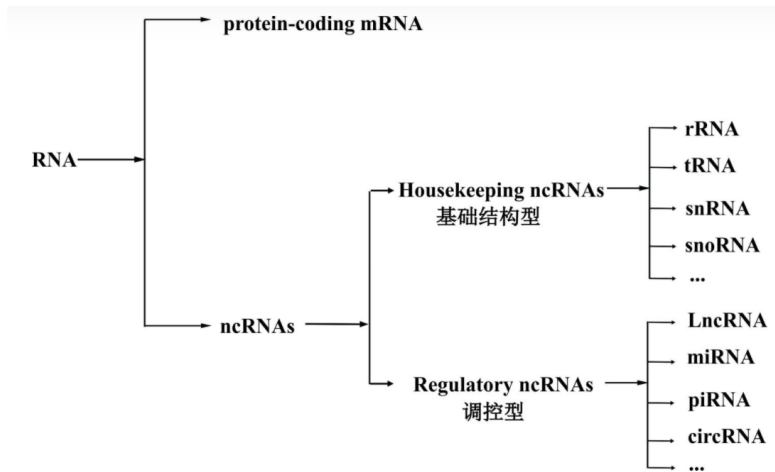 RNA
protein-coding mRNA
ncRNAs
Housekeeping ncRNAs
基础结构型
rRNA
tRNA
snRNA
snoRNA
...
Regulatory ncRNAs
调控型
LncRNA
miRNA
piRNA
circRNA
...